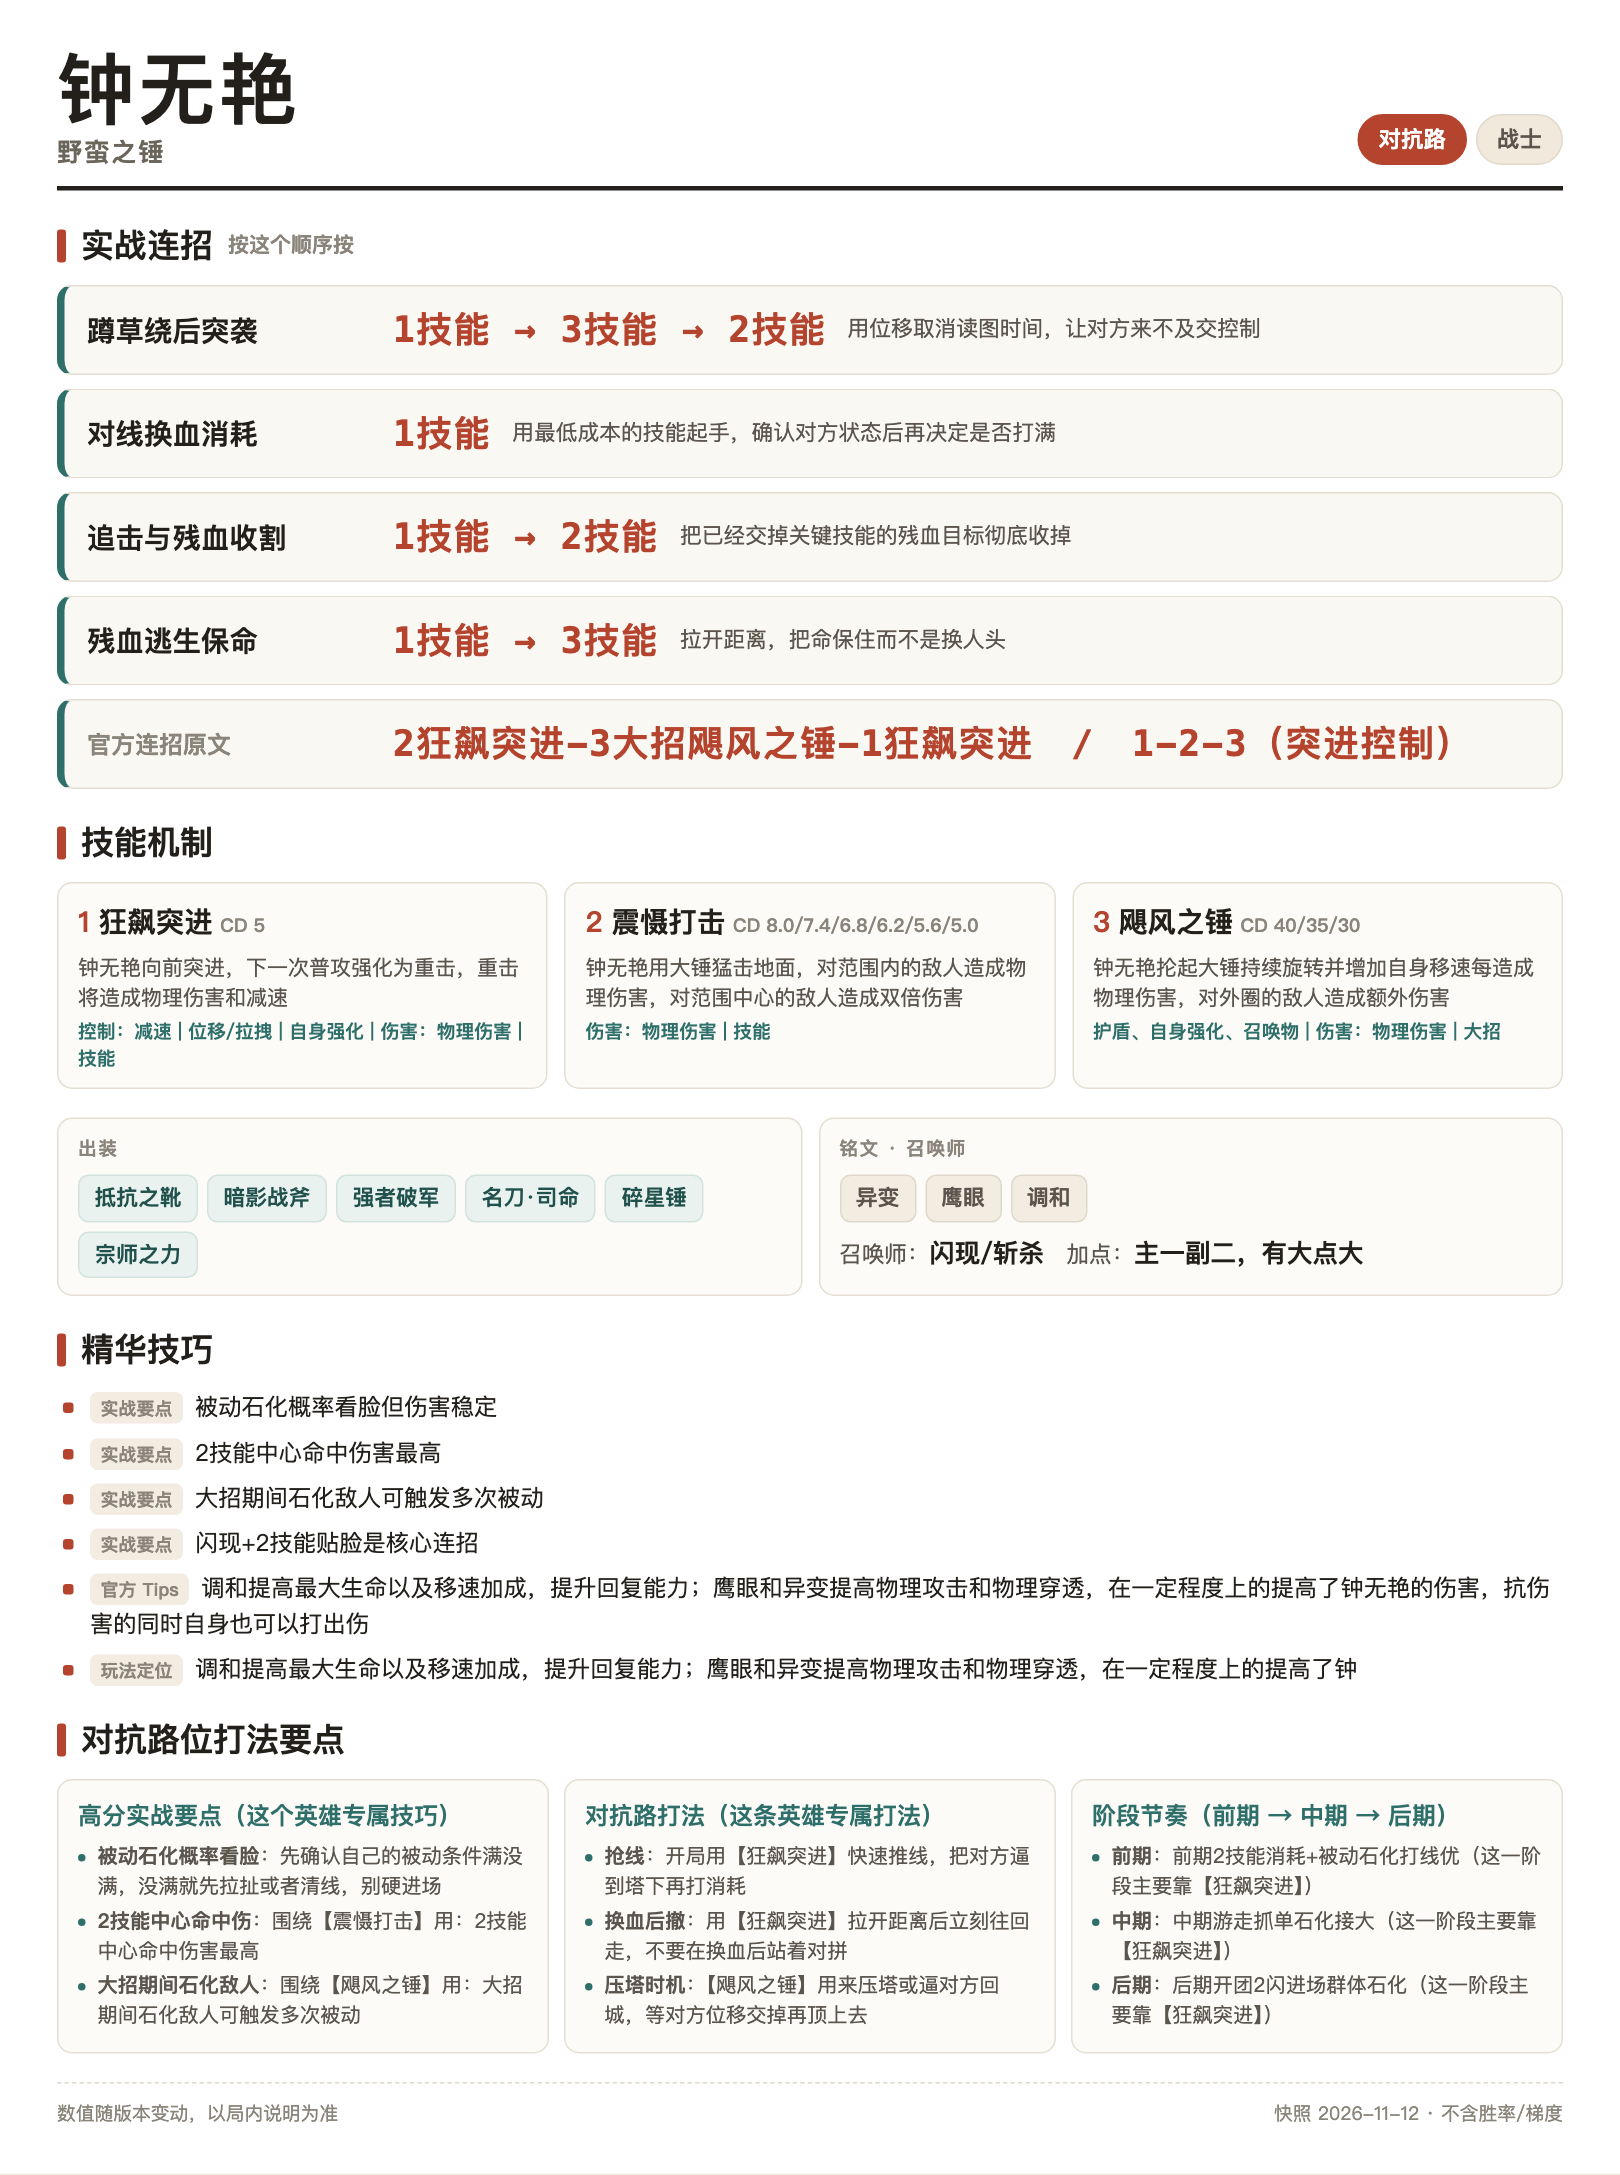 钟无艳
野蛮之锤
对抗路 战士
实战连招 按这个顺序按
蹲草绕后突袭 1技能 → 3技能 → 2技能 用位移取消读图时间，让对方来不及交控制
对线换血消耗 1技能 用最低成本的技能起手，确认对方状态后再决定是否打满
追击与残血收割 1技能 → 2技能 把已经交掉关键技能的残血目标彻底收掉
残血逃生保命 1技能 → 3技能 拉开距离，把命保住而不是换人头
官方连招原文 2狂飙突进-3大招飓风之锤-1狂飙突进 / 1-2-3（突进控制）
技能机制
1 狂飙突进 CD 5
钟无艳向前突进，下一次普攻强化为重击，重击
将造成物理伤害和减速
控制：减速 | 位移/拉拽 | 自身强化 | 伤害：物理伤害 |
技能
2 震慑打击 CD 8.0/7.4/6.8/6.2/5.6/5.0
钟无艳用大锤猛击地面，对范围内的敌人造成物
理伤害，对范围中心的敌人造成双倍伤害
伤害：物理伤害 | 技能
3 飓风之锤 CD 40/35/30
钟无艳抡起大锤持续旋转并增加自身移速每造成
物理伤害，对外圈的敌人造成额外伤害
护盾、自身强化、召唤物 | 伤害：物理伤害 | 大招
出装
抵抗之靴 暗影战斧 强者破军 名刀·司命 碎星锤
宗师之力
铭文 · 召唤师
异变 鹰眼 调和
召唤师：闪现/斩杀 加点：主一副二，有大点大
精华技巧
实战要点 被动石化概率看脸但伤害稳定
实战要点 2技能中心命中伤害最高
实战要点 大招期间石化敌人可触发多次被动
实战要点 闪现+2技能贴脸是核心连招
官方 Tips 调和提高最大生命以及移速加成，提升回复能力；鹰眼和异变提高物理攻击和物理穿透，在一定程度上的提高了钟无艳的伤害，抗伤
害的同时自身也可以打出伤
玩法定位 调和提高最大生命以及移速加成，提升回复能力；鹰眼和异变提高物理攻击和物理穿透，在一定程度上的提高了钟
对抗路位打法要点
高分实战要点（这个英雄专属技巧）
被动石化概率看脸：先确认自己的被动条件满没
满，没满就先拉扯或者清线，别硬进场
2技能中心命中伤：围绕【震慑打击】用：2技能
中心命中伤害最高
大招期间石化敌人：围绕【飓风之锤】用：大招
期间石化敌人可触发多次被动
对抗路打法（这条英雄专属打法）
抢线：开局用【狂飙突进】快速推线，把对方逼
到塔下再打消耗
换血后撤：用【狂飙突进】拉开距离后立刻往回
走，不要在换血后站着对拼
压塔时机：【飓风之锤】用来压塔或逼对方回
城，等对方位移交掉再顶上去
阶段节奏（前期 → 中期 → 后期）
前期：前期2技能消耗+被动石化打线优（这一阶
段主要靠【狂飙突进】）
中期：中期游走抓单石化接大（这一阶段主要靠
【狂飙突进】）
后期：后期开团2闪进场群体石化（这一阶段主
要靠【狂飙突进】）
数值随版本变动，以局内说明为准
快照 2026-11-12 · 不含胜率/梯度